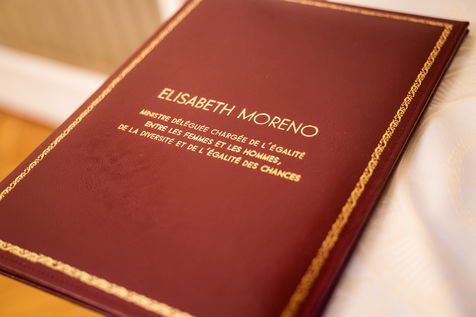 ELISABETH MORENO
MINISTRE DÉLÉGUÉE CHARGÉE DE L'ÉGALITÉ
ENTRE LES FEMMES ET LES HOMMES,
DE LA DIVERSITÉ ET DE L'ÉGALITÉ DES CHANCES